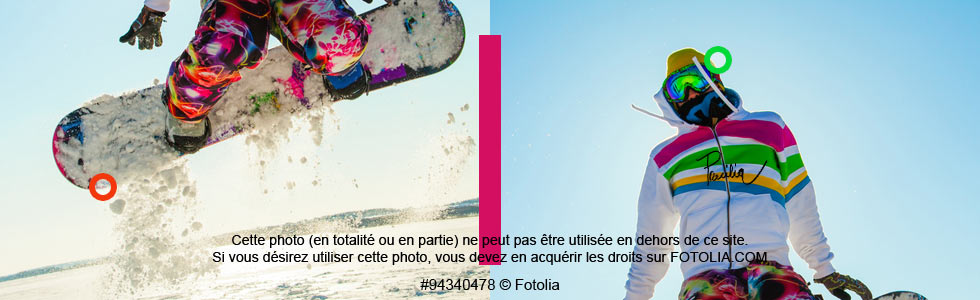 Cette photo (en totalité ou en partie) ne peut pas être utilisée en dehors de ce site.
Si vous désirez utiliser cette photo, vous devez en acquérir les droits sur FOTOLIA.COM
#94340478 © Fotolia